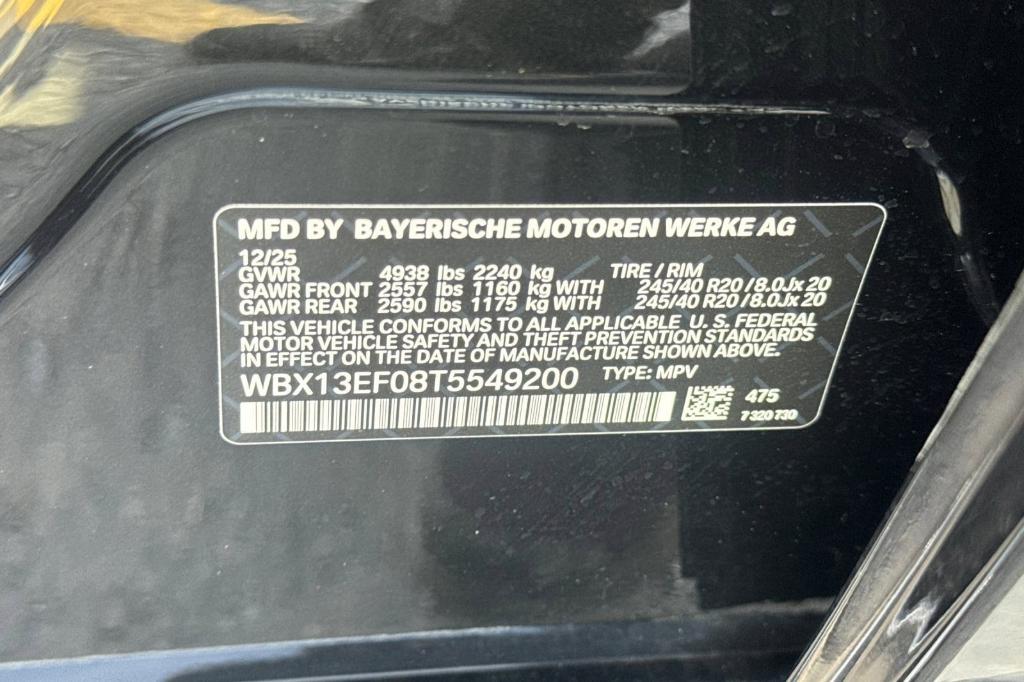 MFD BY BAYERISCHE MOTOREN WERKE AG
12/25
GVWR 4938 lbs 2240 kg TIRE / RIM
GAWR FRONT 2557 lbs 1160 kg WITH 245/40 R20 / 8.0Jx 20
GAWR REAR 2590 lbs 1175 kg WITH 245/40 R20 / 8.0Jx 20
THIS VEHICLE CONFORMS TO ALL APPLICABLE U. S. FEDERAL
MOTOR VEHICLE SAFETY AND THEFT PREVENTION STANDARDS
IN EFFECT ON THE DATE OF MANUFACTURE SHOWN ABOVE.
WBX13EF08T5549200 TYPE: MPV
475
7 320 730